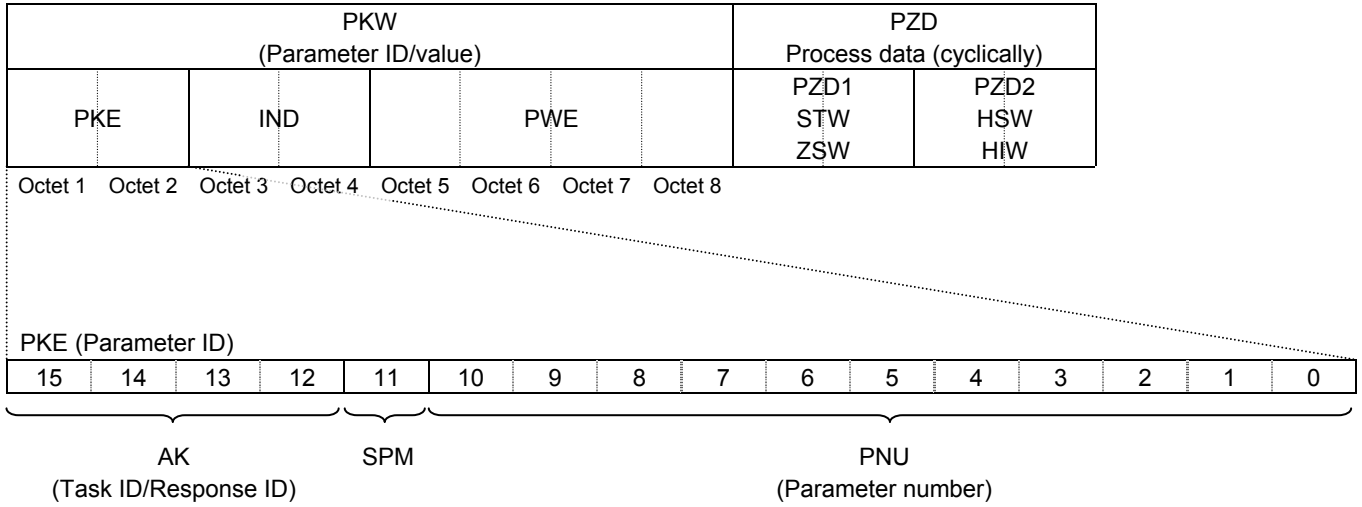 PKW
(Parameter ID/value)
PZD
Process data (cyclically)
PKE
IND
PWE
PZD1
STW
ZSW
PZD2
HSW
HIW
Octet 1 Octet 2 Octet 3 Octet 4 Octet 5 Octet 6 Octet 7 Octet 8
PKE (Parameter ID)
15 14 13 12 11 10 9 8 7 6 5 4 3 2 1 0
AK
(Task ID/Response ID)
SPM
PNU
(Parameter number)